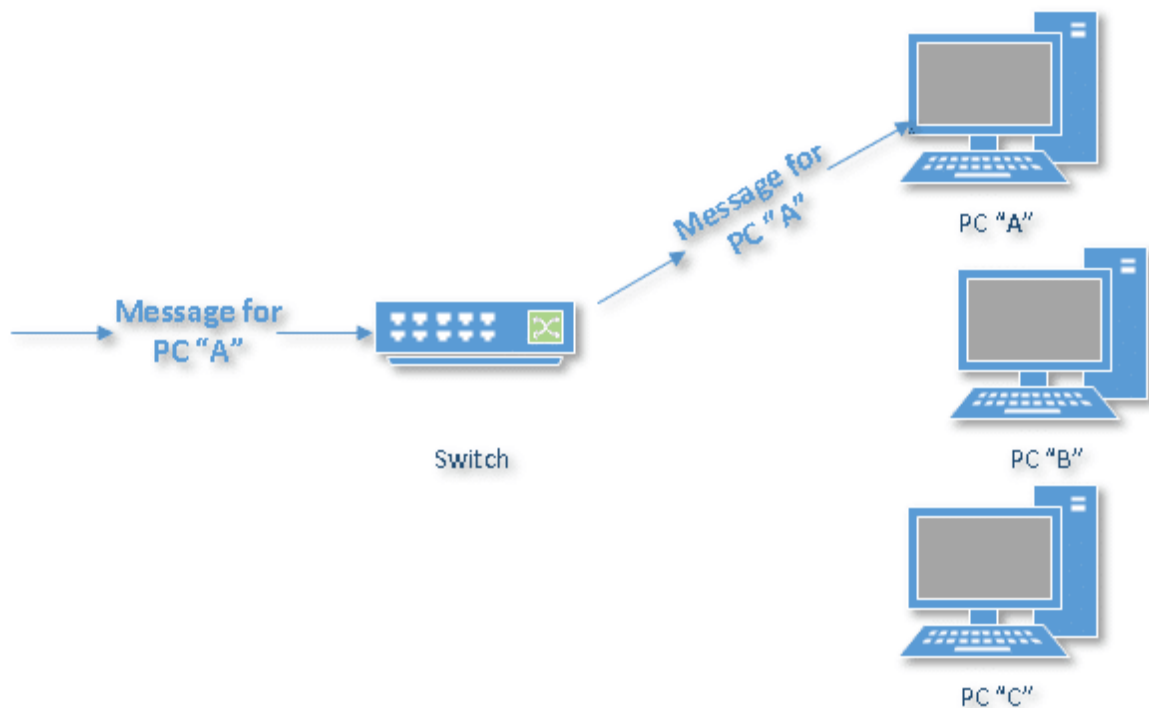 Message for
PC “A”
Message for
PC “A”
PC “A”
Switch
PC “B”
PC “C”